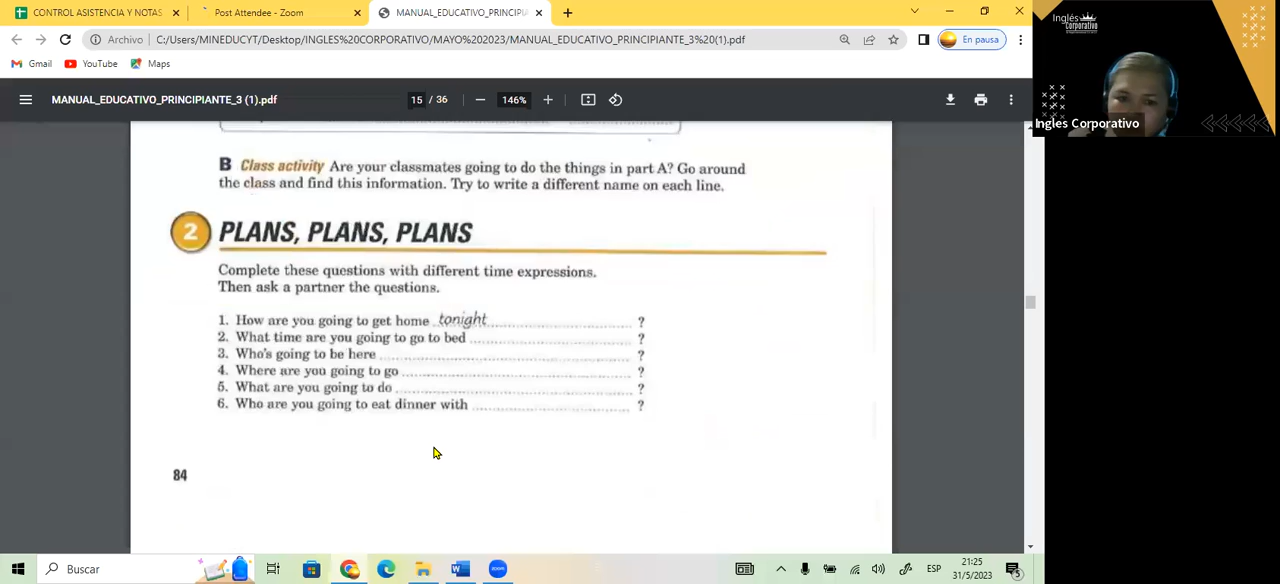 CONTROL ASISTENCIA Y NOTAS
Post Attendee - Zoom
MANUAL_EDUCATIVO_PRINCIPI
Archivo
C:/Users/MINEDUCYT/Desktop/INGLES%20CORPORATIVO/MAYO%202023/MANUAL_EDUCATIVO_PRINCIPIANTE_3%20(1).pdf
En pausa
Gmail
YouTube
Maps
MANUAL_EDUCATIVO_PRINCIPIANTE_3 (1).pdf
15 / 36
146%
Inglés
Corporativo
Ingles Corporativo
B Class activity Are your classmates going to do the things in part A? Go around
the class and find this information. Try to write a different name on each line.
2 PLANS, PLANS, PLANS
Complete these questions with different time expressions.
Then ask a partner the questions.
1. How are you going to get home tonight ?
2. What time are you going to go to bed ?
3. Who's going to be here ?
4. Where are you going to go ?
5. What are you going to do ?
6. Who are you going to eat dinner with ?
84
Buscar
zoom
ESP
21:25
31/5/2023
5